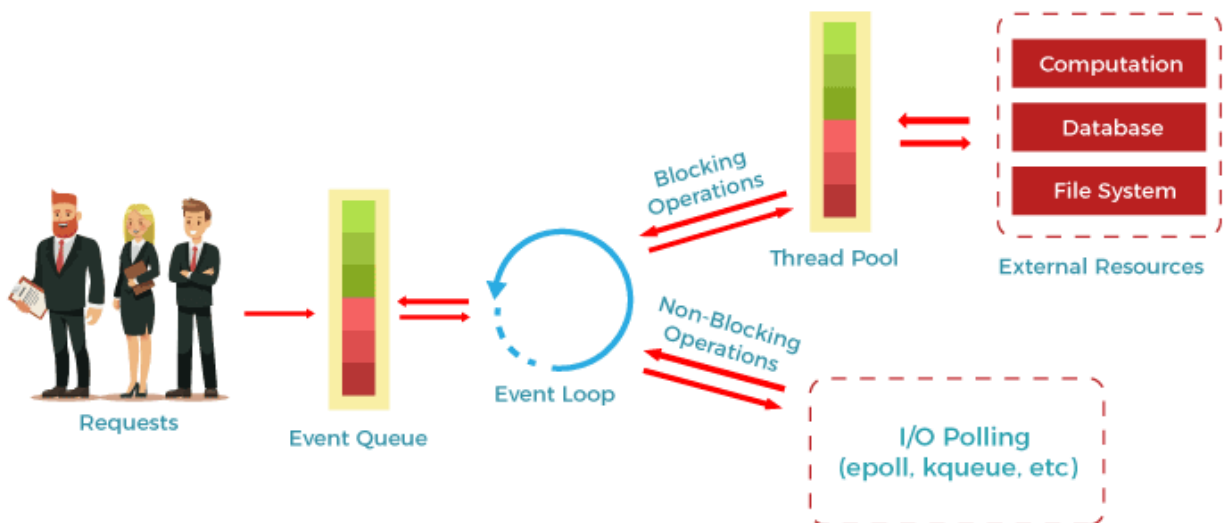 Requests
Event Queue
Event Loop
Blocking
Operations
Non-Blocking
Operations
Thread Pool
Computation
Database
File System
External Resources
I/O Polling
(epoll, kqueue, etc)